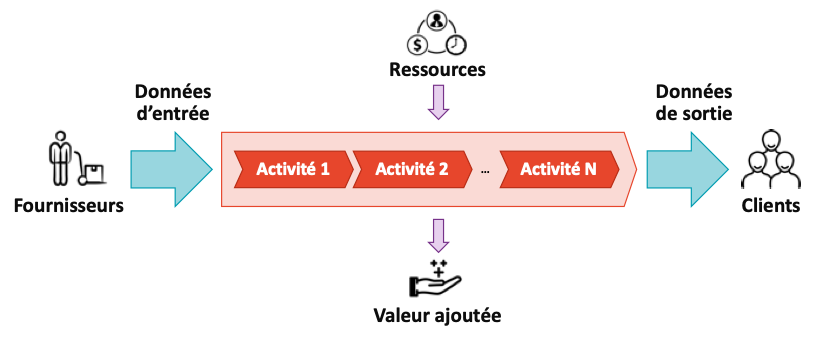 Ressources
Données
d’entrée
Données
de sortie
Fournisseurs
Activité 1
Activité 2
...
Activité N
Clients
$
++
+
Valeur ajoutée